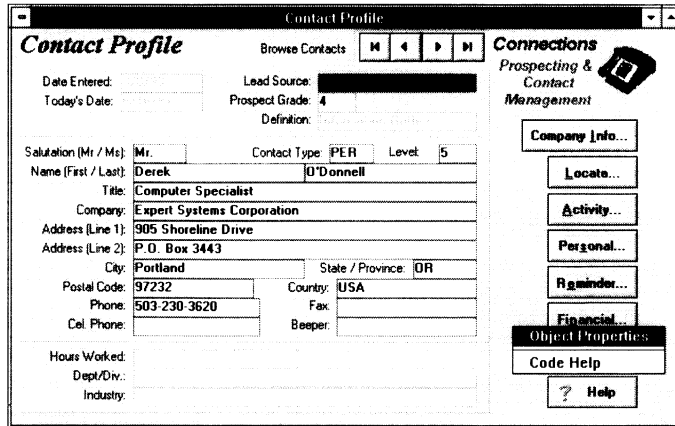 Contact Profile
Contact Profile
Browse Contacts
Connections
Prospecting &
Contact
Management
Date Entered:
Lead Source:
Today's Date:
Prospect Grade: 4
Definition:
Salutation (Mr / Ms): Mr. Contact Type: PER Level: 5
Name (First / Last): Derek O'Donnell
Title: Computer Specialist
Company: Expert Systems Corporation
Address (Line 1): 905 Shoreline Drive
Address (Line 2): P.O. Box 3443
City: Portland State / Province: OR
Postal Code: 97232 Country: USA
Phone: 503-230-3620 Fax:
Cel. Phone: Beeper:
Hours Worked:
Dept/Div.:
Industry:
Company Info...
Locate...
Activity...
Personal...
Reminder...
Financial...
Object Properties
Code Help
? Help